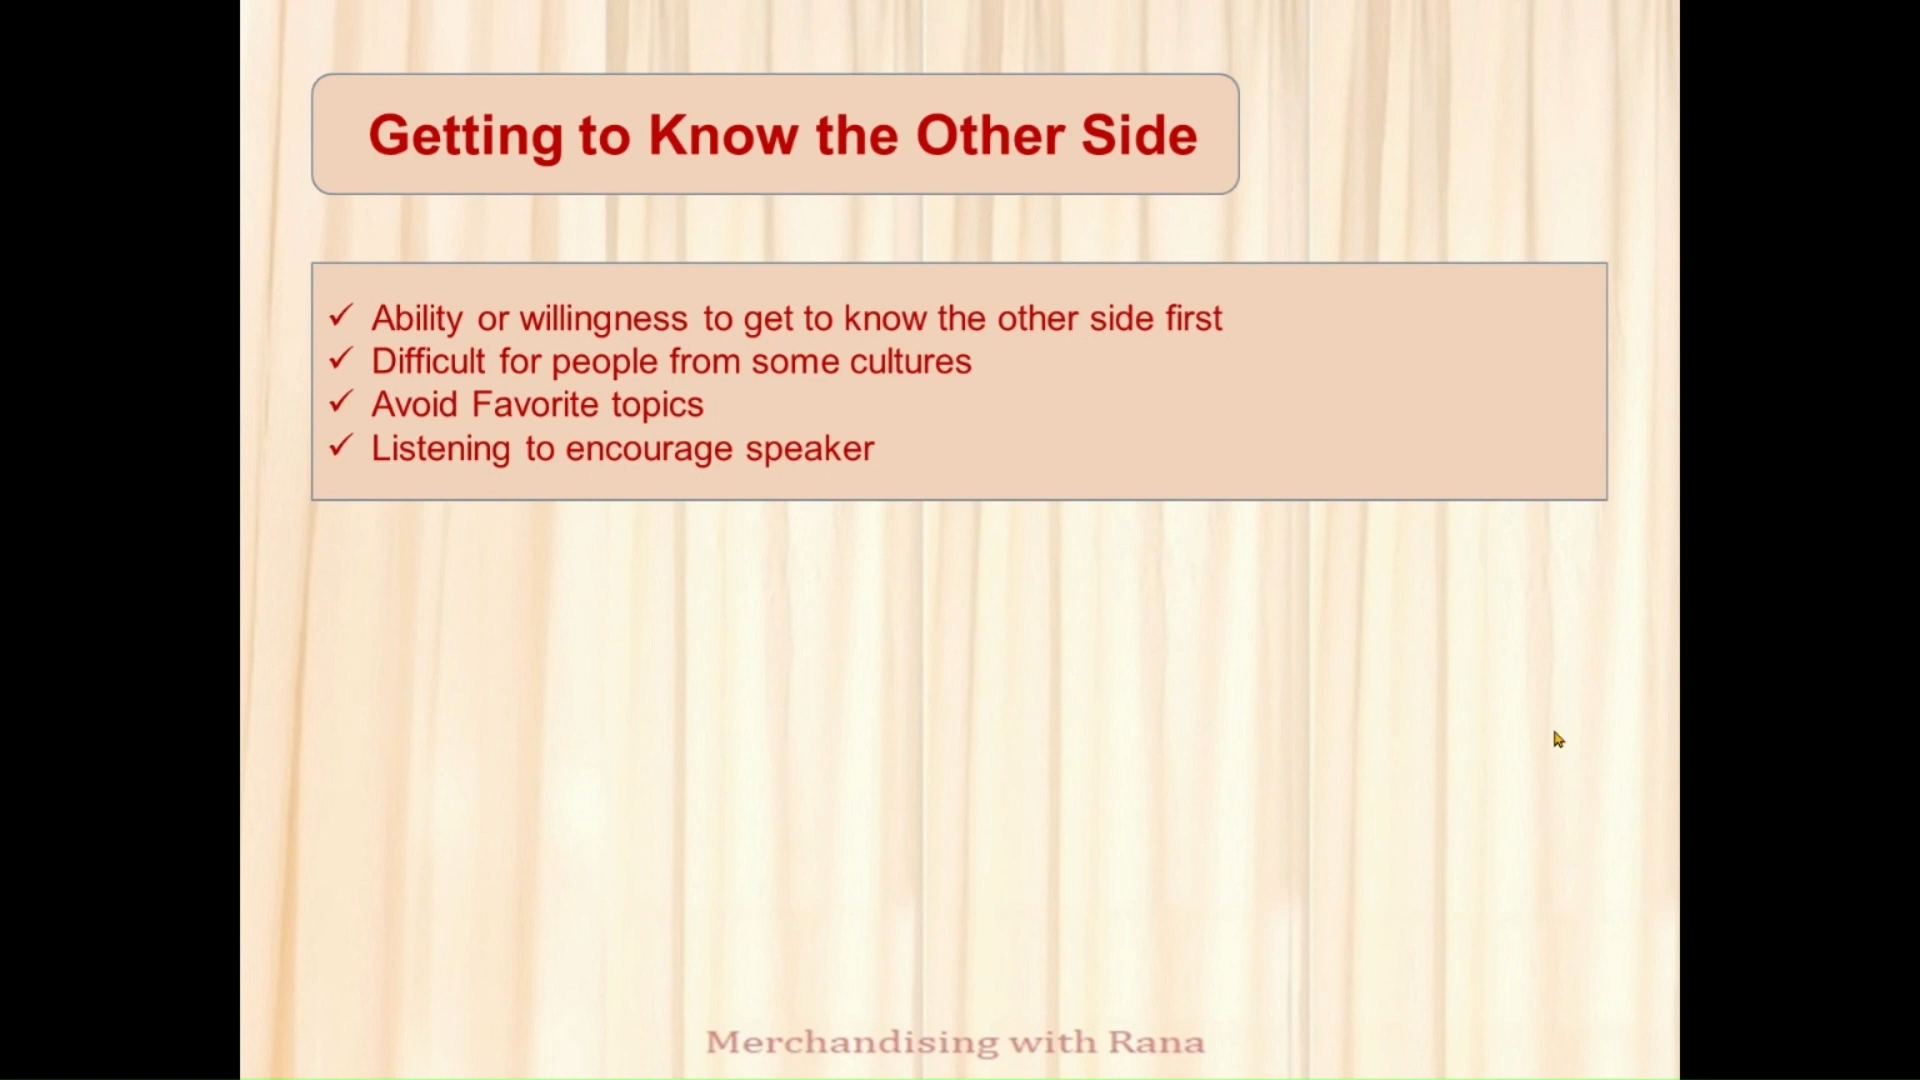 Getting to Know the Other Side
✓ Ability or willingness to get to know the other side first
✓ Difficult for people from some cultures
✓ Avoid Favorite topics
✓ Listening to encourage speaker
Merchandising with Rana